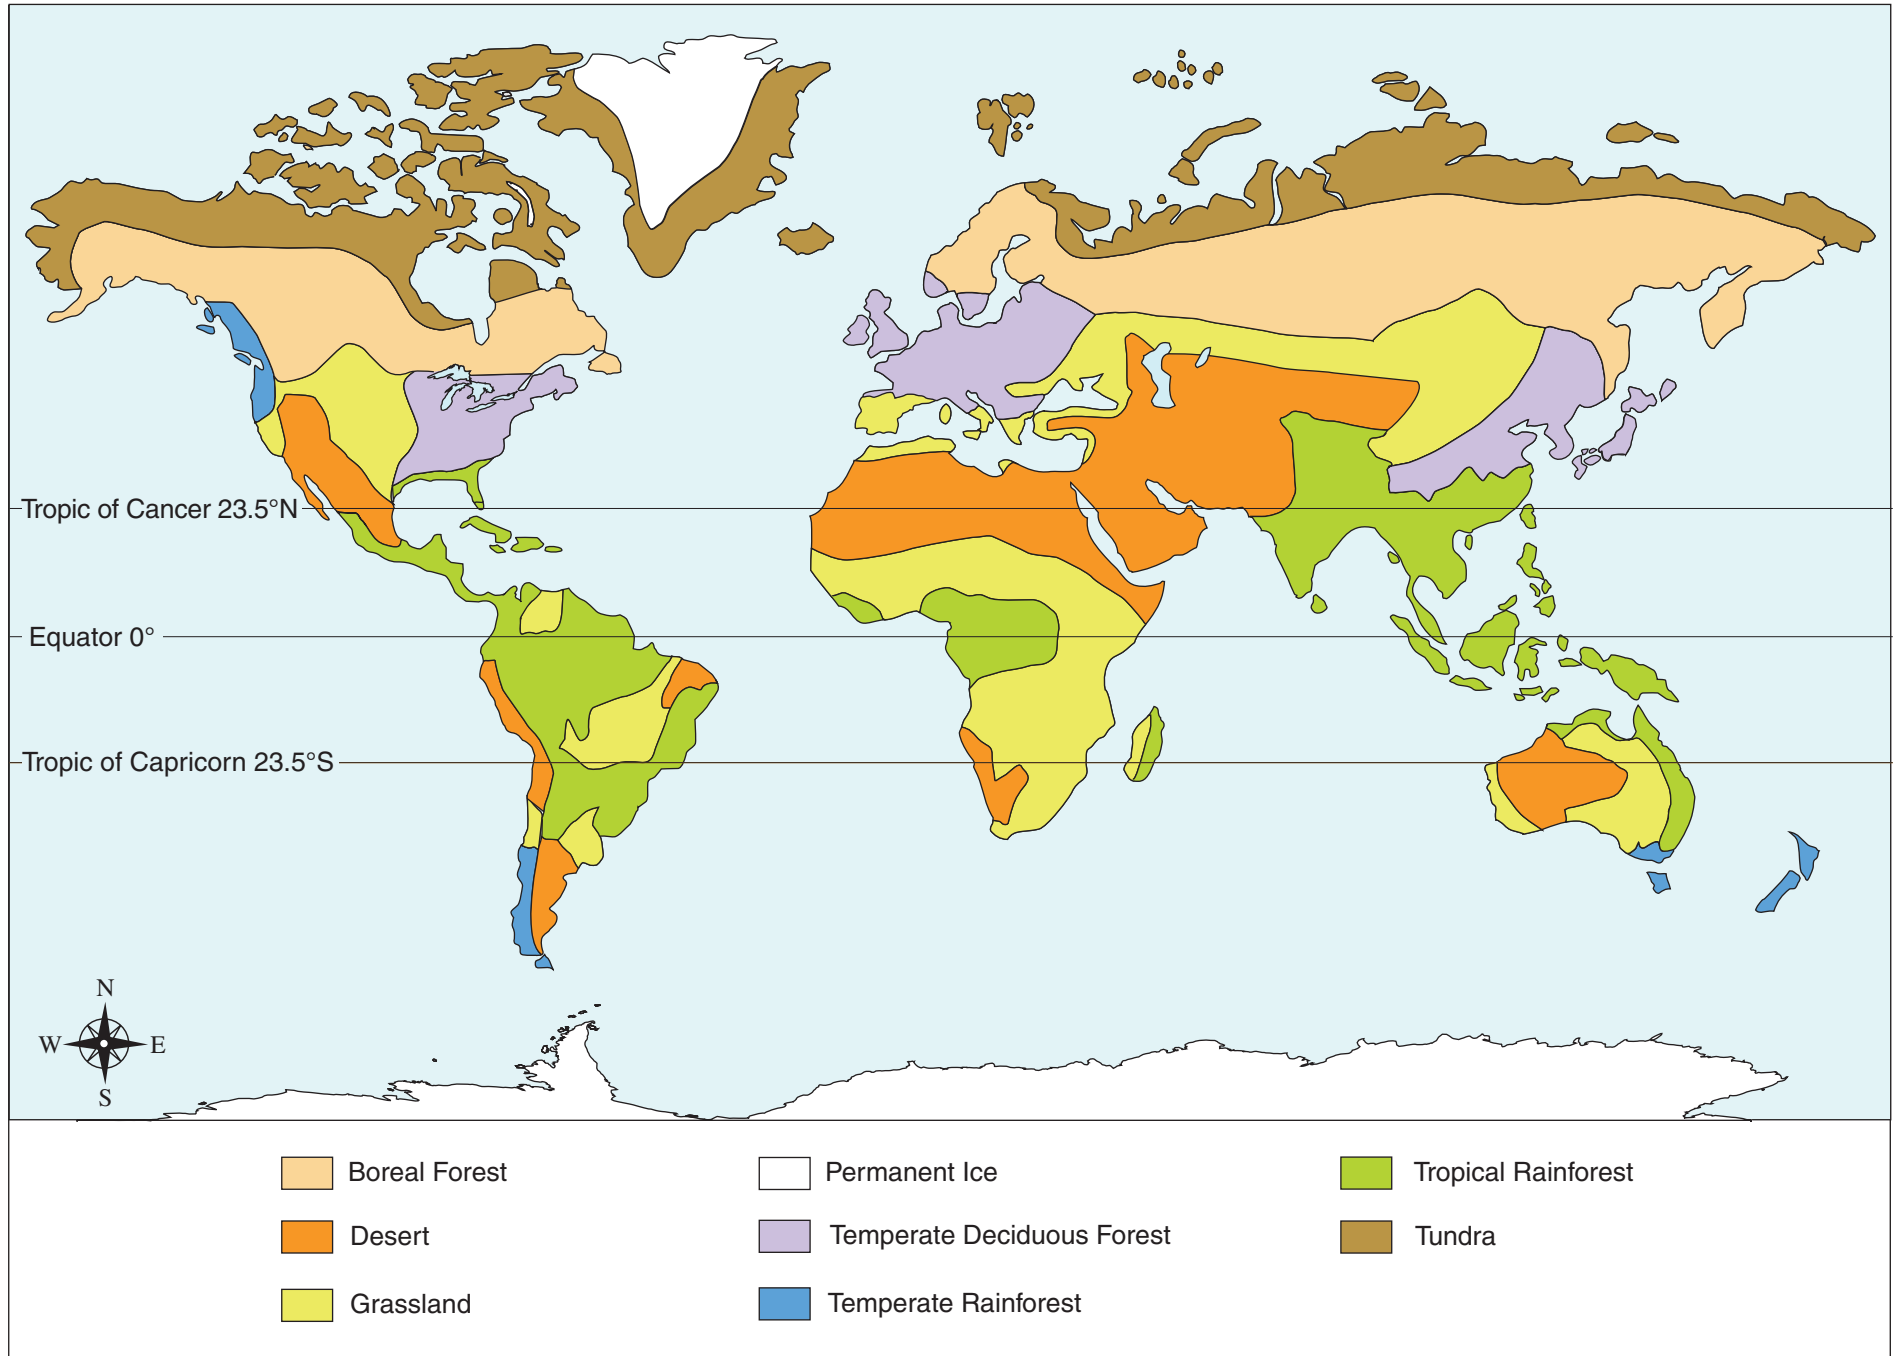 Tropic of Cancer 23.5°N
Equator 0°
Tropic of Capricorn 23.5°S
N
W
E
S
Boreal Forest
Permanent Ice
Tropical Rainforest
Desert
Temperate Deciduous Forest
Tundra
Grassland
Temperate Rainforest